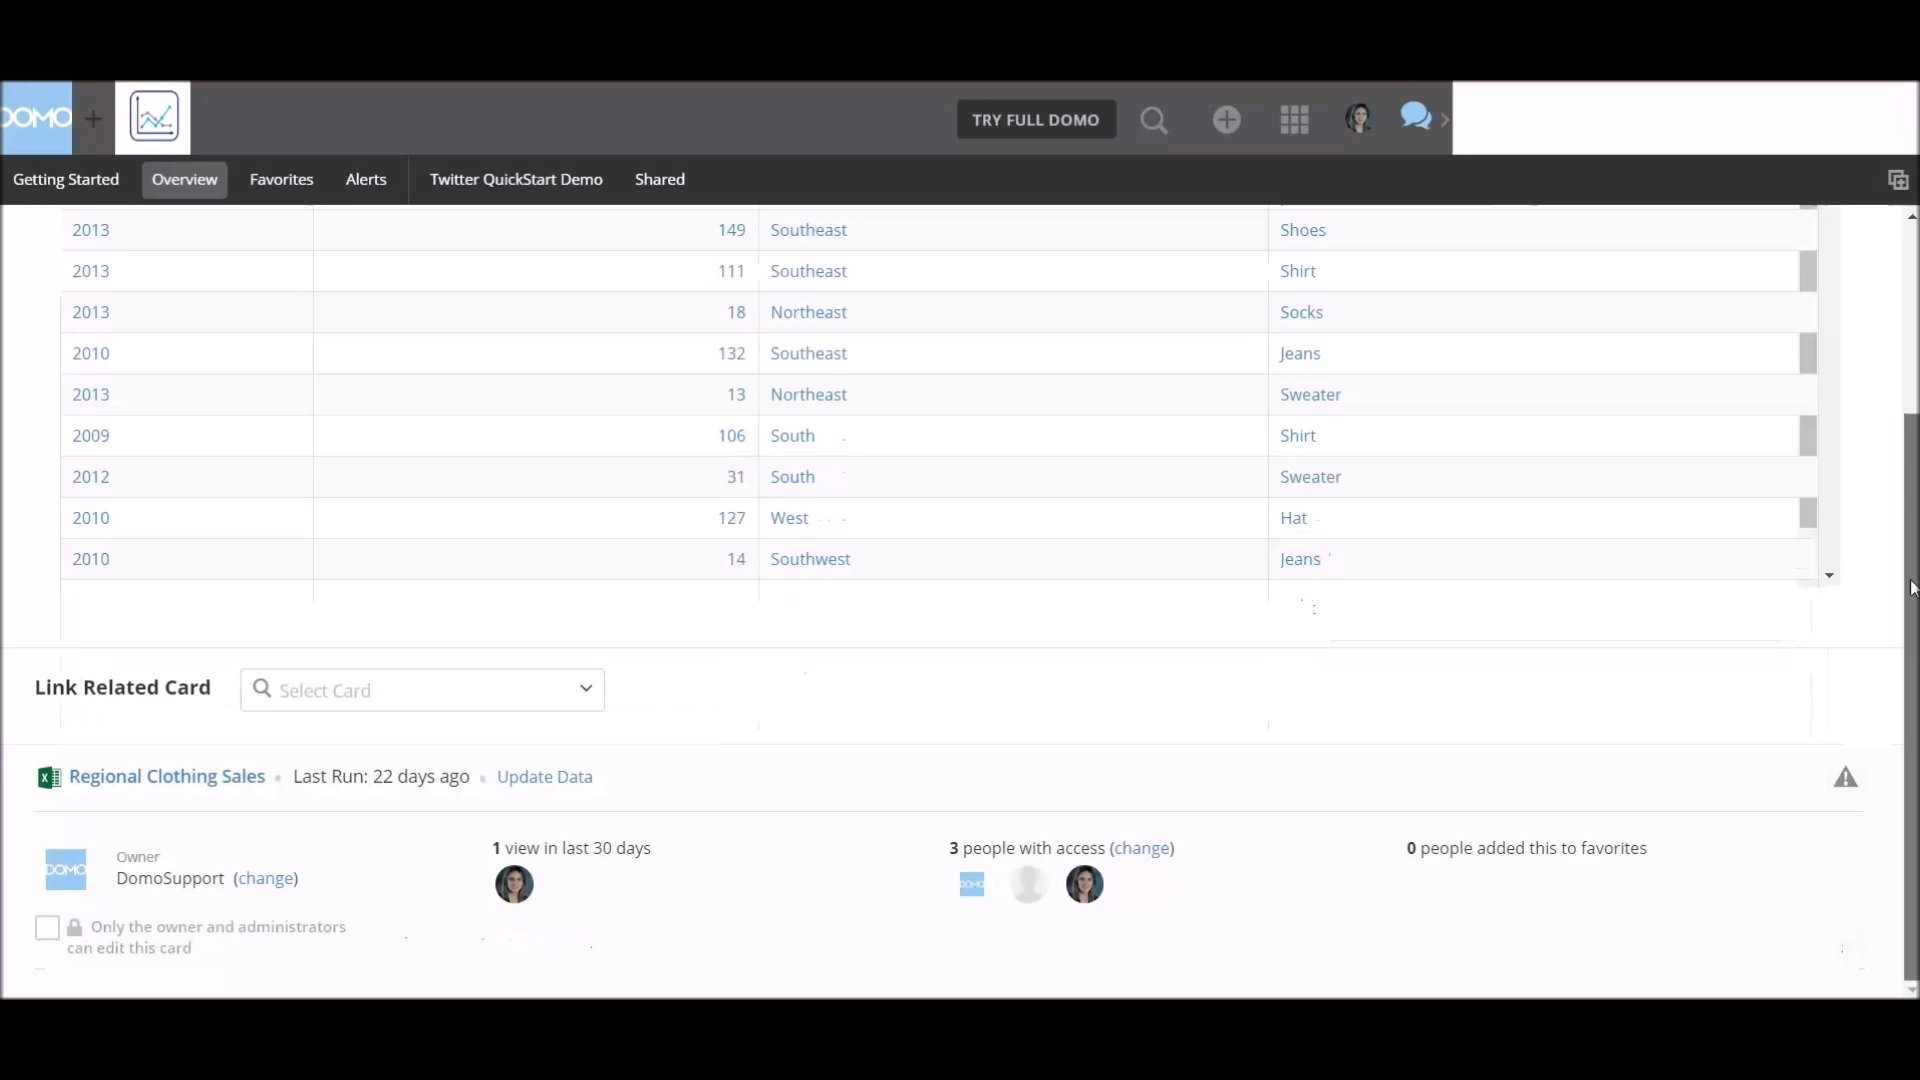 DOMO
TRY FULL DOMO
Getting Started Overview Favorites Alerts Twitter QuickStart Demo Shared
2013 149 Southeast Shoes
2013 111 Southeast Shirt
2013 18 Northeast Socks
2010 132 Southeast Jeans
2013 13 Northeast Sweater
2009 106 South Shirt
2012 31 South Sweater
2010 127 West Hat
2010 14 Southwest Jeans
Link Related Card Select Card
Regional Clothing Sales • Last Run: 22 days ago • Update Data
1 view in last 30 days 3 people with access (change) 0 people added this to favorites
Owner
DOMO DomoSupport (change)
DOMO
Only the owner and administrators
can edit this card